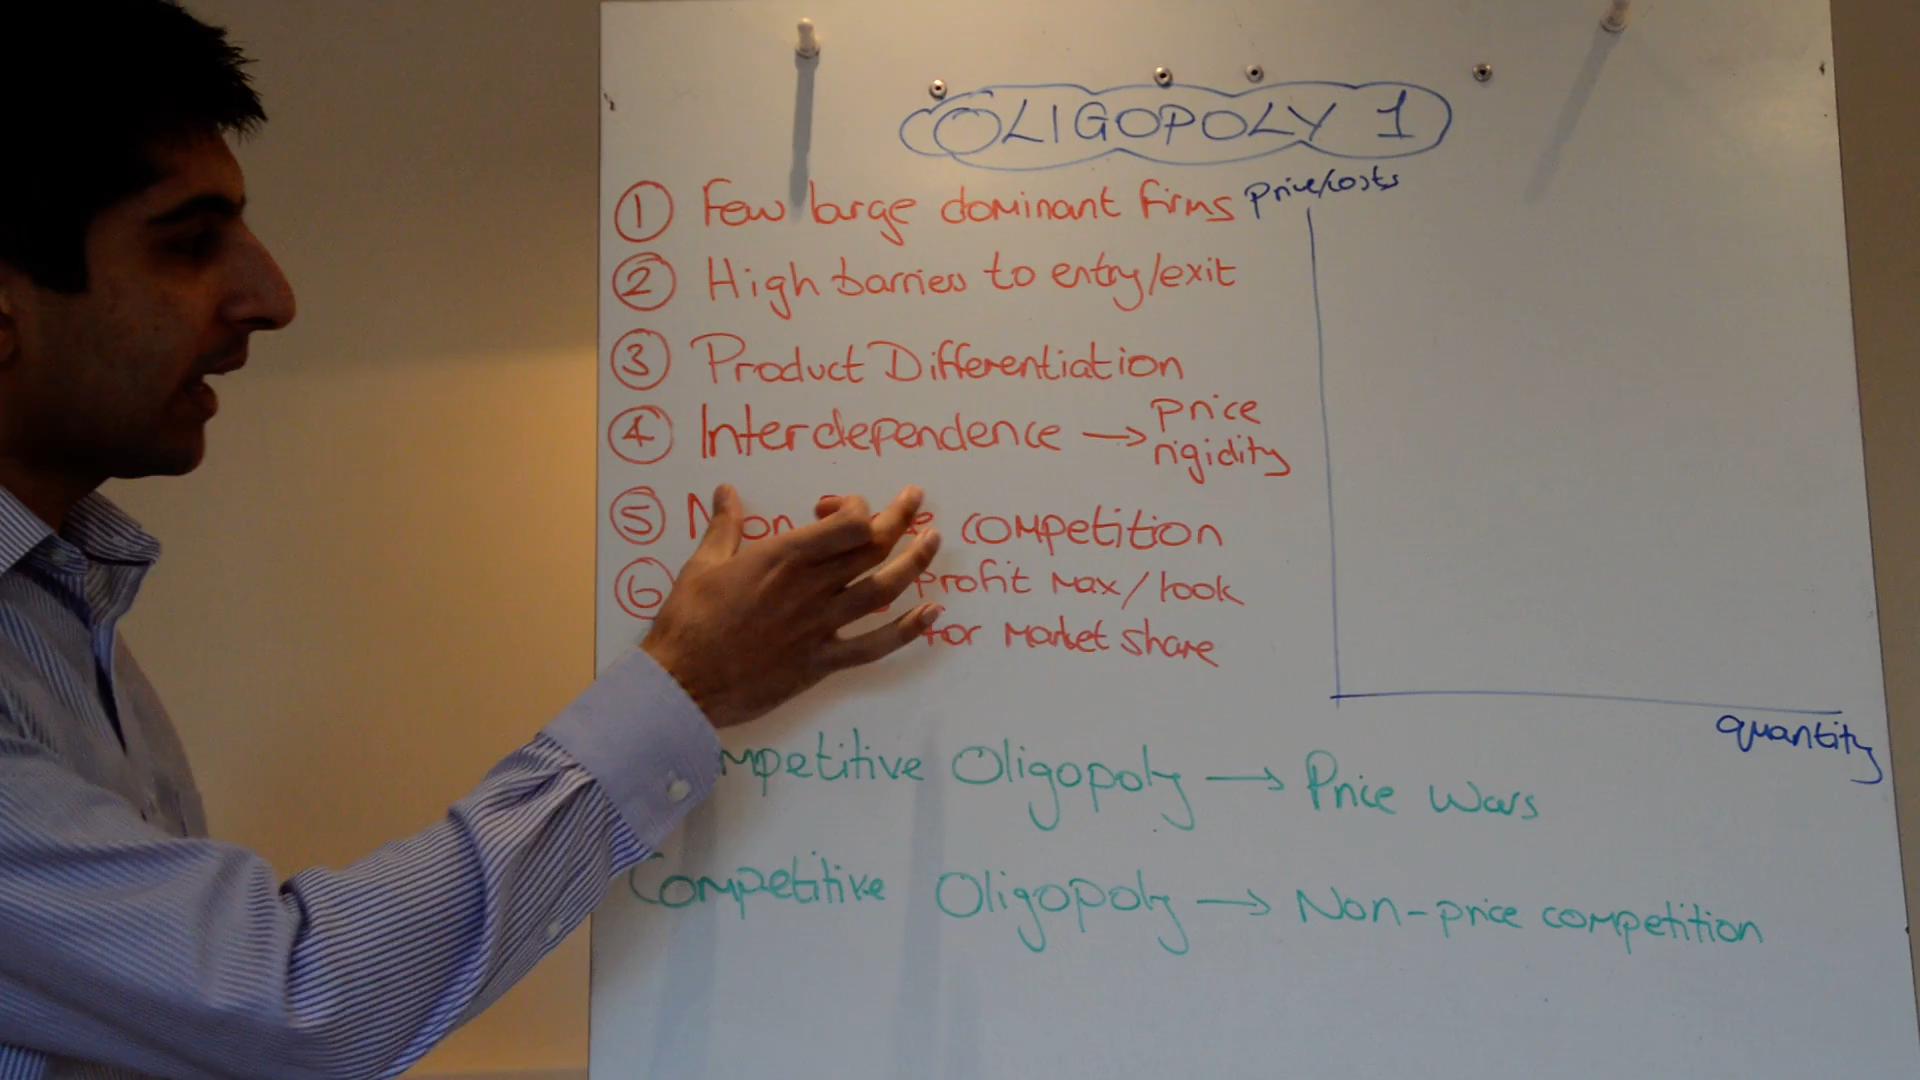 OLIGOPOLY 1
① Few large dominant firms
price/costs
② High barriers to entry/exit
③ Product Differentiation
④ Interdependence → price rigidity
⑤ Non competition
⑥ profit max/look
for market share
quantity
Oligopoly → Price Wars
Competitive Oligopoly → Non-price competition